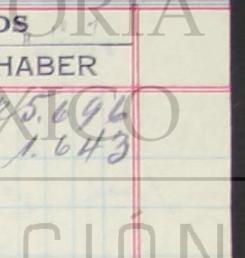 ORIA
OS
HABER
5.696
XICO
1.643
CIÓN